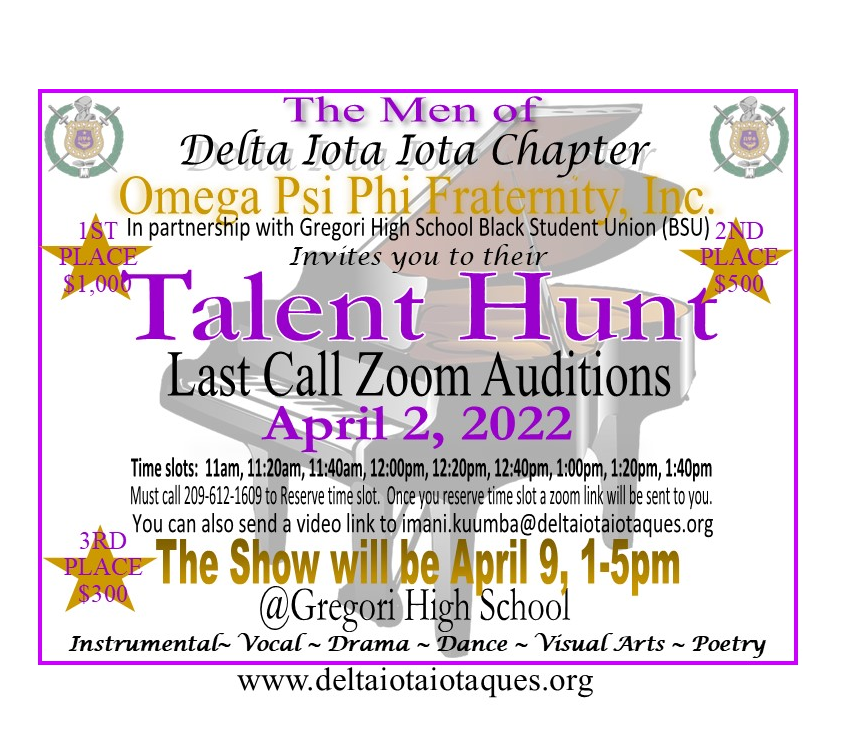 The Men of
Delta Iota Iota Chapter
Omega Psi Phi Fraternity, Inc.
In partnership with Gregori High School Black Student Union (BSU)
1ST
PLACE
$1,000
2ND
PLACE
$500
Invites you to their
Talent Hunt
Last Call Zoom Auditions
April 2, 2022
Time slots: 11am, 11:20am, 11:40am, 12:00pm, 12:20pm, 12:40pm, 1:00pm, 1:20pm, 1:40pm
Must call 209-612-1609 to Reserve time slot. Once you reserve time slot a zoom link will be sent to you.
You can also send a video link to imani.kuumba@deltaiotaiotaques.org
3RD
PLACE
$300
The Show will be April 9, 1-5pm
@Gregori High School
Instrumental~ Vocal ~ Drama ~ Dance ~ Visual Arts ~ Poetry
www.deltaiotaiotaques.org